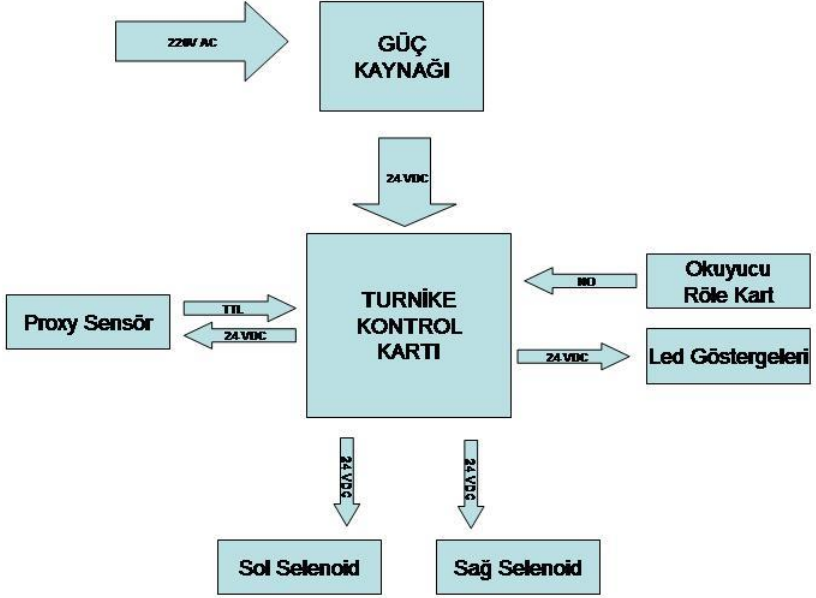 220V AC
GÜÇ
KAYNAĞI
24 VDC
TURNİKE
KONTROL
KARTI
NO
Okuyucu
Röle Kart
Proxy Sensör
TTL
24 VDC
24 VDC
Led Göstergeleri
24 VDC
24 VDC
Sol Selenoid
Sağ Selenoid